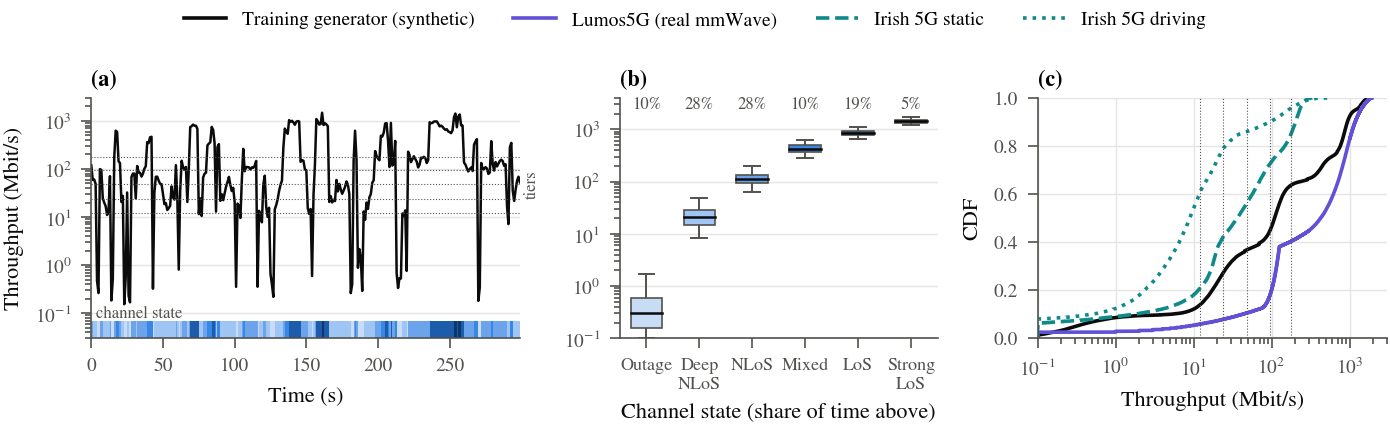 Training generator (synthetic) Lumos5G (real mmWave) Irish 5G static Irish 5G driving
(a)
Throughput (Mbit/s)
10³
10²
10¹
10⁰
10⁻¹
tiers
channel state
0 50 100 150 200 250
Time (s)
(b)
10% 28% 28% 10% 19% 5%
10³
10²
10¹
10⁰
10⁻¹
Outage Deep NLoS Mixed LoS Strong
NLoS LoS
Channel state (share of time above)
(c)
CDF
1.0
0.8
0.6
0.4
0.2
0.0
10⁻¹ 10⁰ 10¹ 10² 10³
Throughput (Mbit/s)